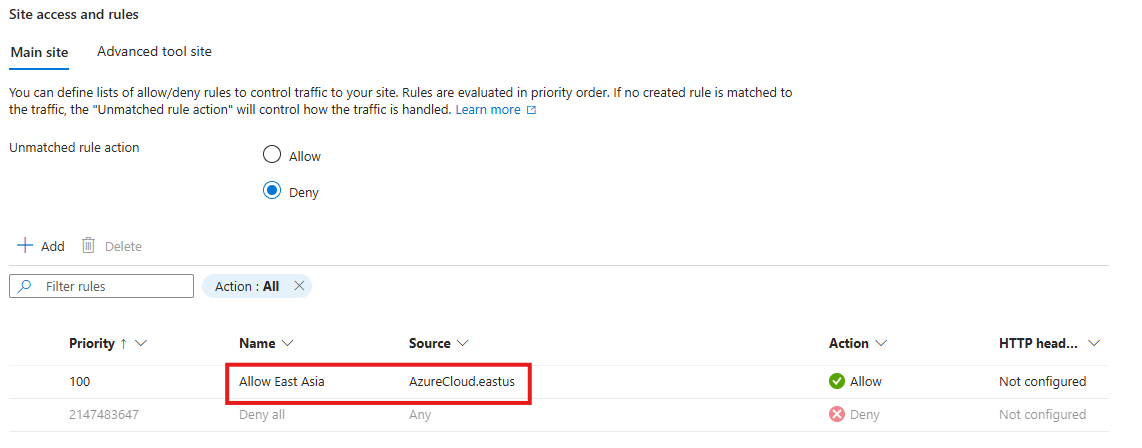 Site access and rules
Main site Advanced tool site
You can define lists of allow/deny rules to control traffic to your site. Rules are evaluated in priority order. If no created rule is matched to
the traffic, the "Unmatched rule action" will control how the traffic is handled. Learn more
Unmatched rule action
Allow
Deny
Add Delete
Filter rules Action : All
Priority ↑ Name Source Action HTTP head...
100 Allow East Asia AzureCloud.eastus Allow Not configured
2147483647 Deny all Any Deny Not configured